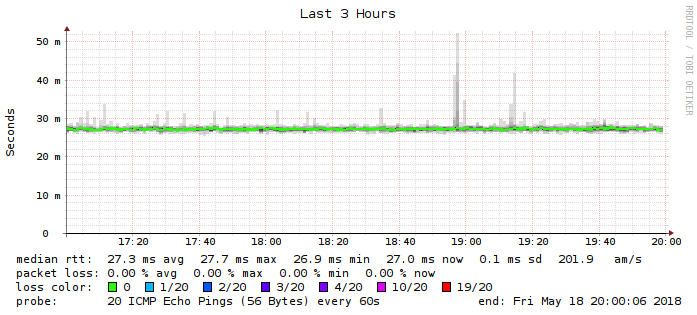 Last 3 Hours
RRDTOOL / TOBI OETIKER
Seconds
50 m
40 m
30 m
20 m
10 m
0
17:20 17:40 18:00 18:20 18:40 19:00 19:20 19:40 20:00
median rtt: 27.3 ms avg 27.7 ms max 26.9 ms min 27.0 ms now 0.1 ms sd 201.9 am/s
packet loss: 0.00 % avg 0.00 % max 0.00 % min 0.00 % now
loss color: 0 1/20 2/20 3/20 4/20 10/20 19/20
probe: 20 ICMP Echo Pings (56 Bytes) every 60s end: Fri May 18 20:00:06 2018